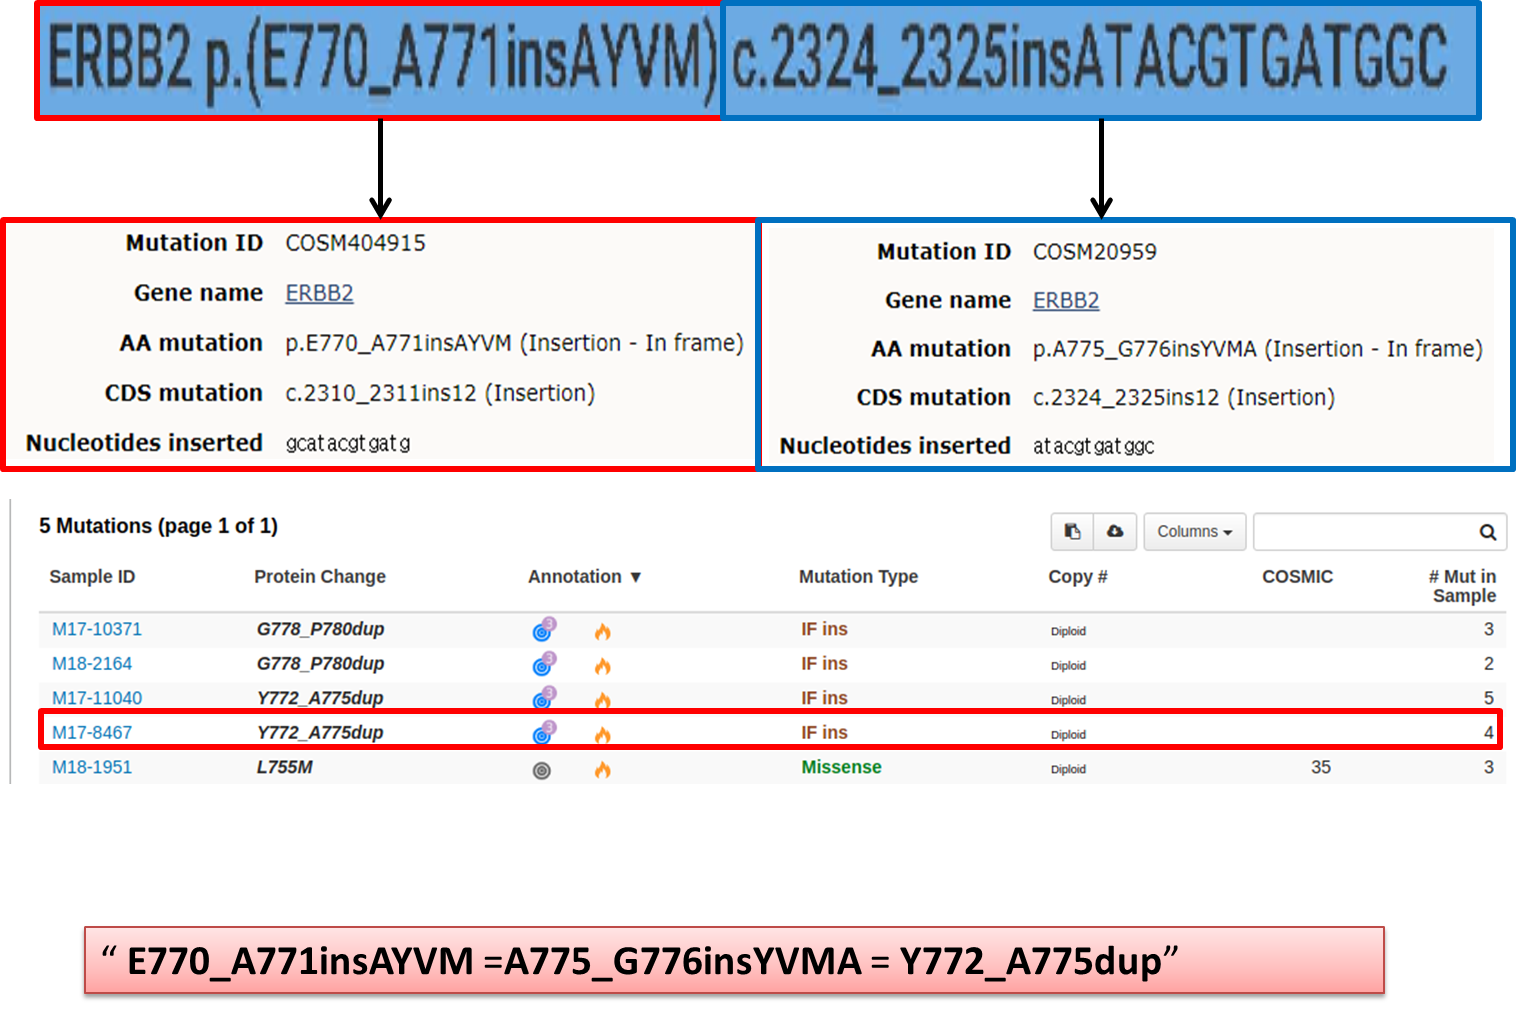 ERBB2 p.(E770_A771insAYVM) c.2324_2325insATACGTGATGGC
Mutation ID COSM404915
Gene name ERBB2
AA mutation p.E770_A771insAYVM (Insertion - In frame)
CDS mutation c.2310_2311ins12 (Insertion)
Nucleotides inserted gcatacgtgatg
Mutation ID COSM20959
Gene name ERBB2
AA mutation p.A775_G776insYVMA (Insertion - In frame)
CDS mutation c.2324_2325ins12 (Insertion)
Nucleotides inserted atacgtgatggc
5 Mutations (page 1 of 1)
Columns
Sample ID Protein Change Annotation ▼ Mutation Type Copy # COSMIC # Mut in
Sample
M17-10371 G778_P780dup 3 IF ins Diploid 3
M18-2164 G778_P780dup 3 IF ins Diploid 2
M17-11040 Y772_A775dup 3 IF ins Diploid 5
M17-8467 Y772_A775dup 3 IF ins Diploid 4
M18-1951 L755M Missense Diploid 35 3
“ E770_A771insAYVM =A775_G776insYVMA = Y772_A775dup”